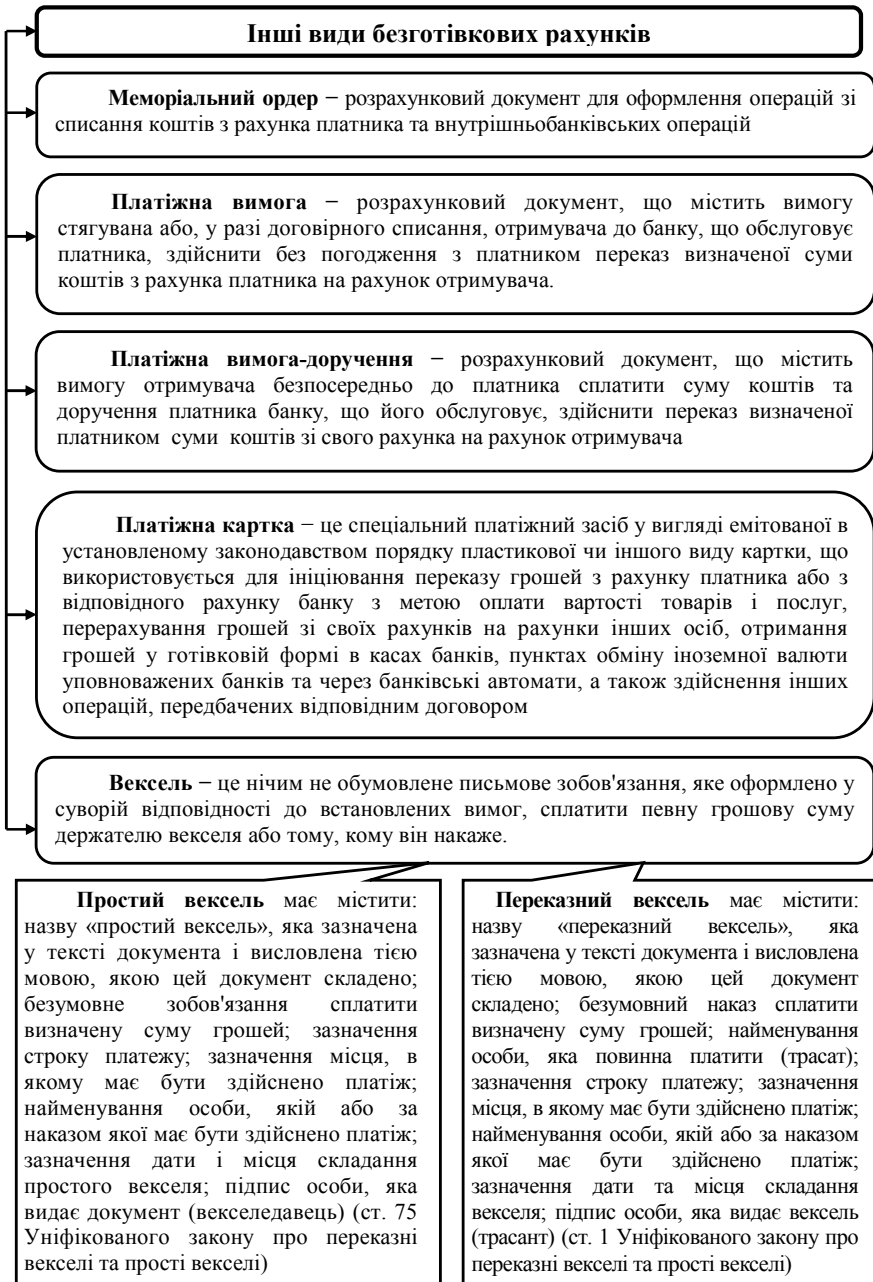 Інші види безготівкових рахунків
Меморіальний ордер − розрахунковий документ для оформлення операцій зі
списання коштів з рахунка платника та внутрішньобанківських операцій
Платіжна вимога − розрахунковий документ, що містить вимогу
стягувана або, у разі договірного списання, отримувача до банку, що обслуговує
платника, здійснити без погодження з платником переказ визначеної суми
коштів з рахунка платника на рахунок отримувача.
Платіжна вимога-доручення − розрахунковий документ, що містить
вимогу отримувача безпосередньо до платника сплатити суму коштів та
доручення платника банку, що його обслуговує, здійснити переказ визначеної
платником суми коштів зі свого рахунка на рахунок отримувача
Платіжна картка − це спеціальний платіжний засіб у вигляді емітованої в
установленому законодавством порядку пластикової чи іншого виду картки, що
використовується для ініціювання переказу грошей з рахунку платника або з
відповідного рахунку банку з метою оплати вартості товарів і послуг,
перерахування грошей зі своїх рахунків на рахунки інших осіб, отримання
грошей у готівковій формі в касах банків, пунктах обміну іноземної валюти
уповноважених банків та через банківські автомати, а також здійснення інших
операцій, передбачених відповідним договором
Вексель − це нічим не обумовлене письмове зобов'язання, яке оформлено у
суворій відповідності до встановлених вимог, сплатити певну грошову суму
держателю векселя або тому, кому він накаже.
Простий вексель має містити:
назву «простий вексель», яка зазначена
у тексті документа і висловлена тією
мовою, якою цей документ складено;
безумовне зобов'язання сплатити
визначену суму грошей; зазначення
строку платежу; зазначення місця, в
якому має бути здійснено платіж;
найменування особи, якій або за
наказом якої має бути здійснено платіж;
зазначення дати і місця складання
простого векселя; підпис особи, яка
видає документ (векселедавець) (ст. 75
Уніфікованого закону про переказні
векселі та прості векселі)
Переказний вексель має містити:
назву «переказний вексель», яка
зазначена у тексті документа і висловлена
тією мовою, якою цей документ
складено; безумовний наказ сплатити
визначену суму грошей; найменування
особи, яка повинна платити (трасат);
зазначення строку платежу; зазначення
місця, в якому має бути здійснено платіж;
найменування особи, якій або за наказом
якої має бути здійснено платіж;
зазначення дати та місця складання
векселя; підпис особи, яка видає вексель
(трасант) (ст. 1 Уніфікованого закону про
переказні векселі та прості векселі)